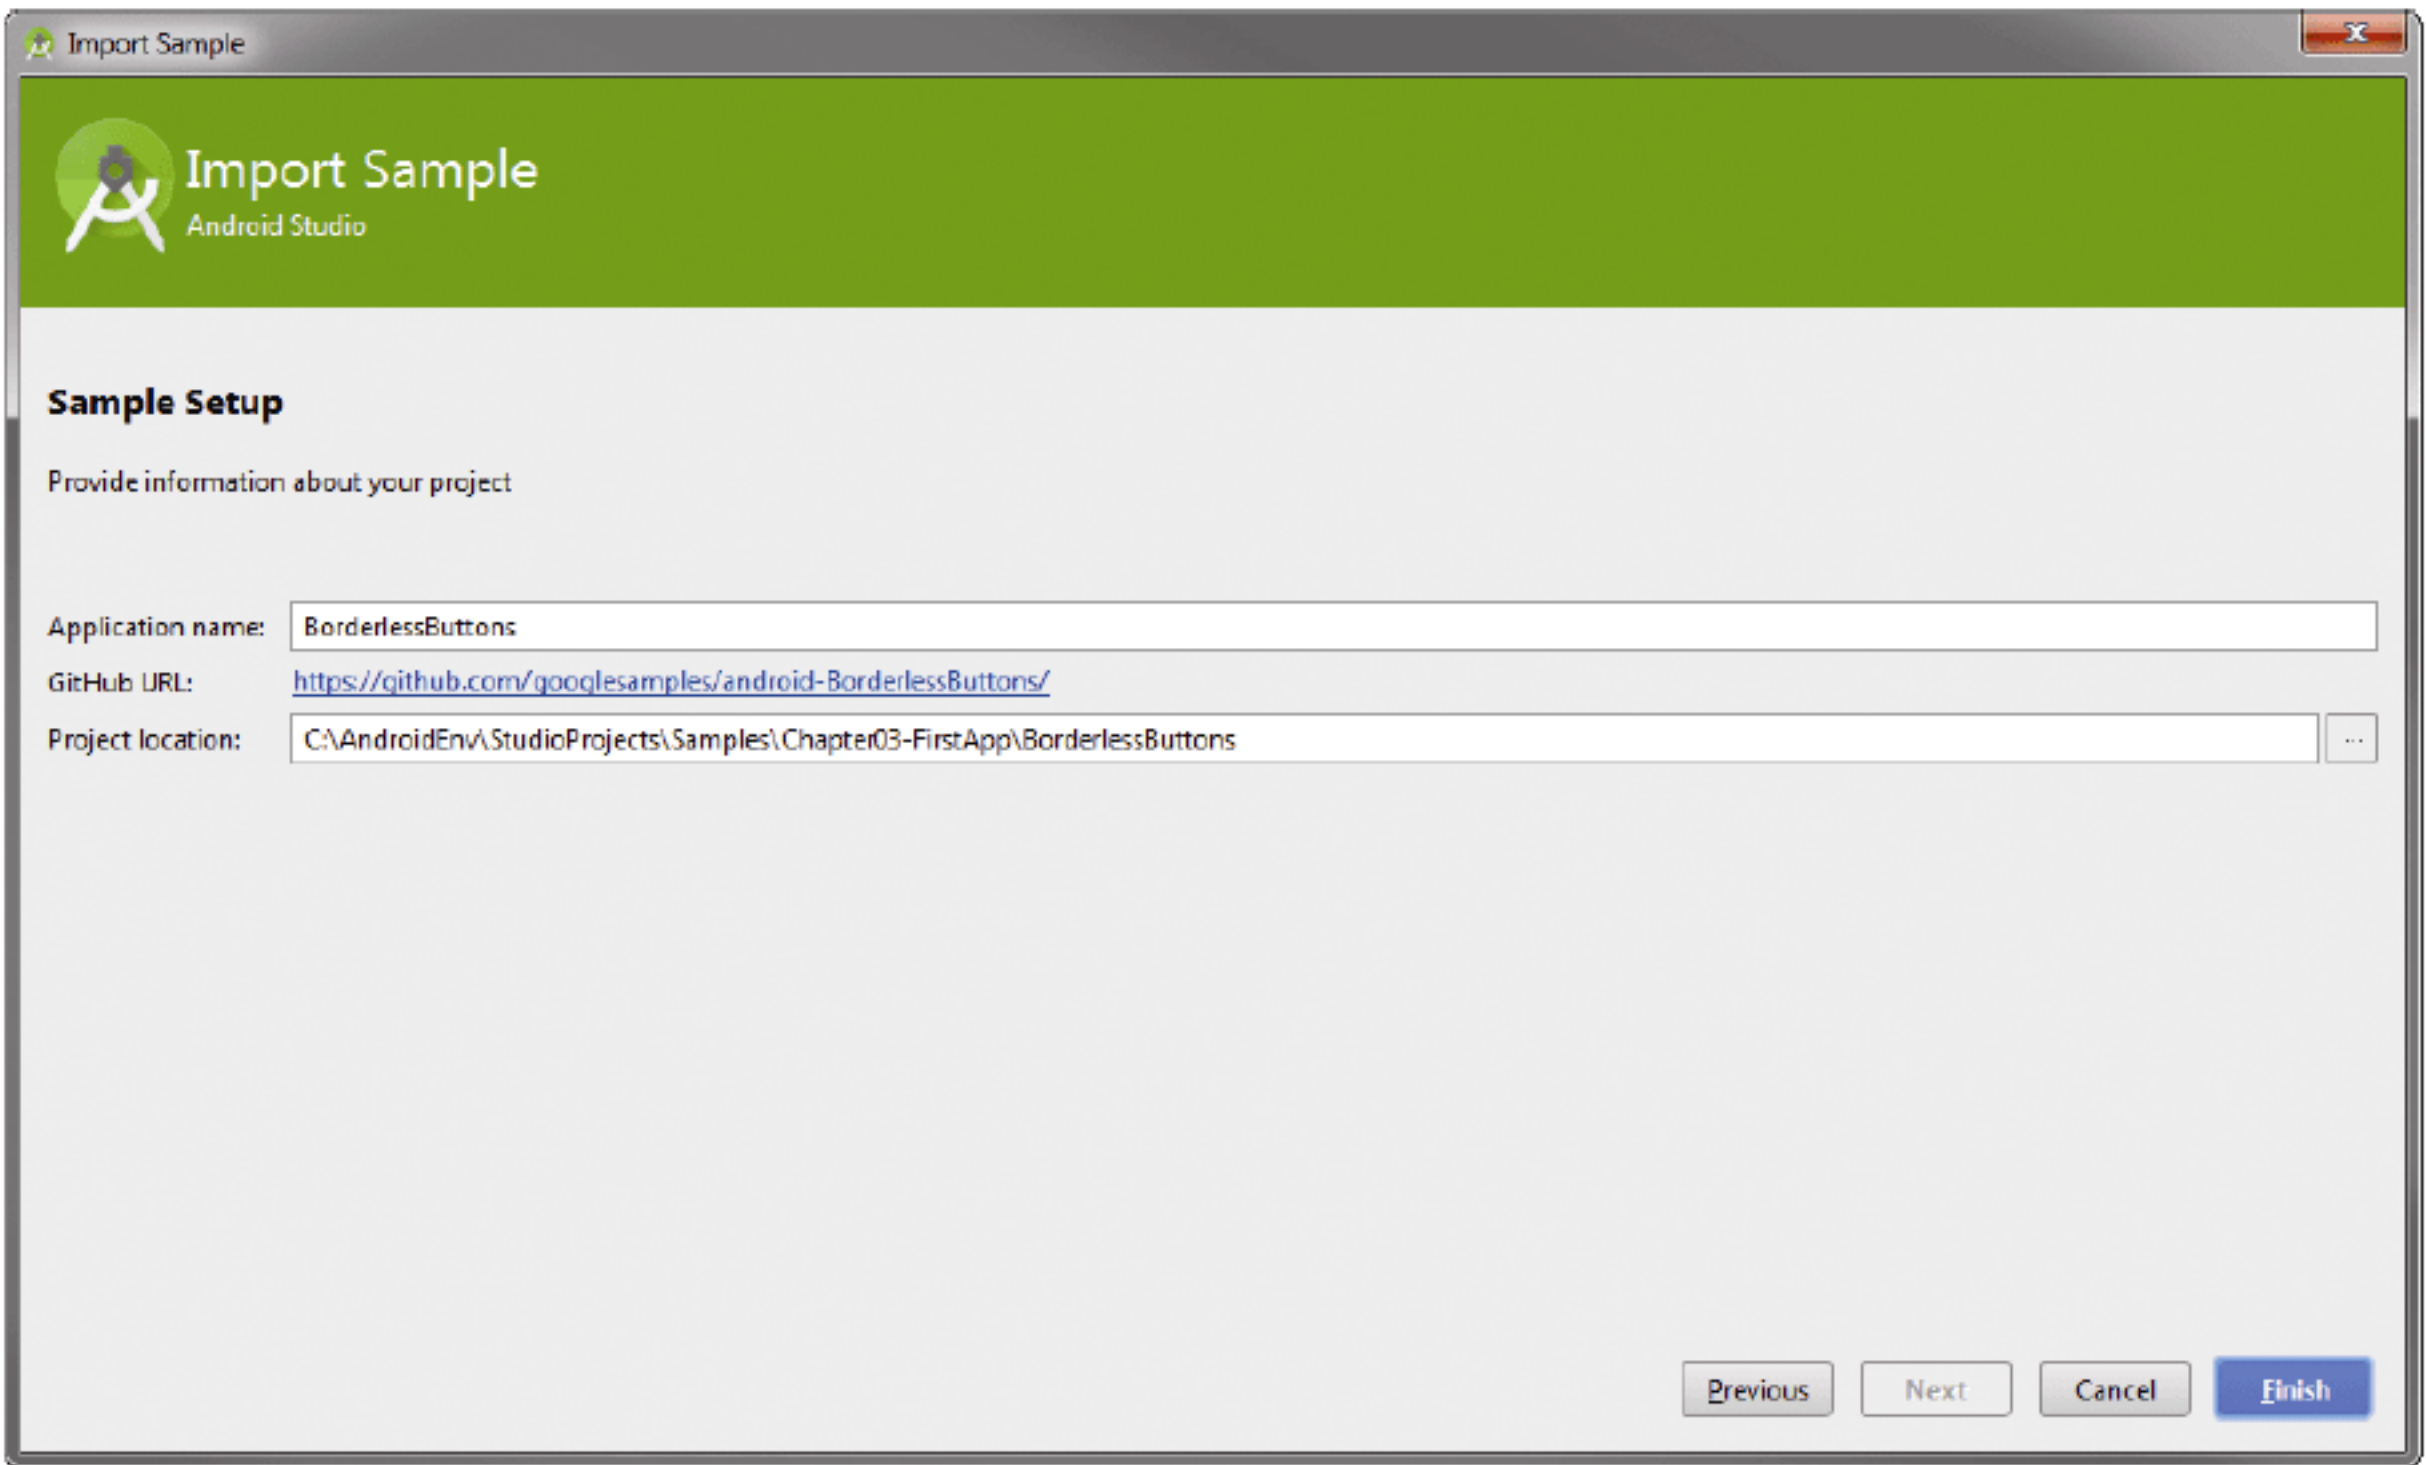 Import Sample
Import Sample
Android Studio
Sample Setup
Provide information about your project
Application name: BorderlessButtons
GitHub URL: https://github.com/googlesamples/android-BorderlessButtons/
Project location: C:\AndroidEnv\StudioProjects\Samples\Chapter03-FirstApp\BorderlessButtons ...
Previous Next Cancel Finish